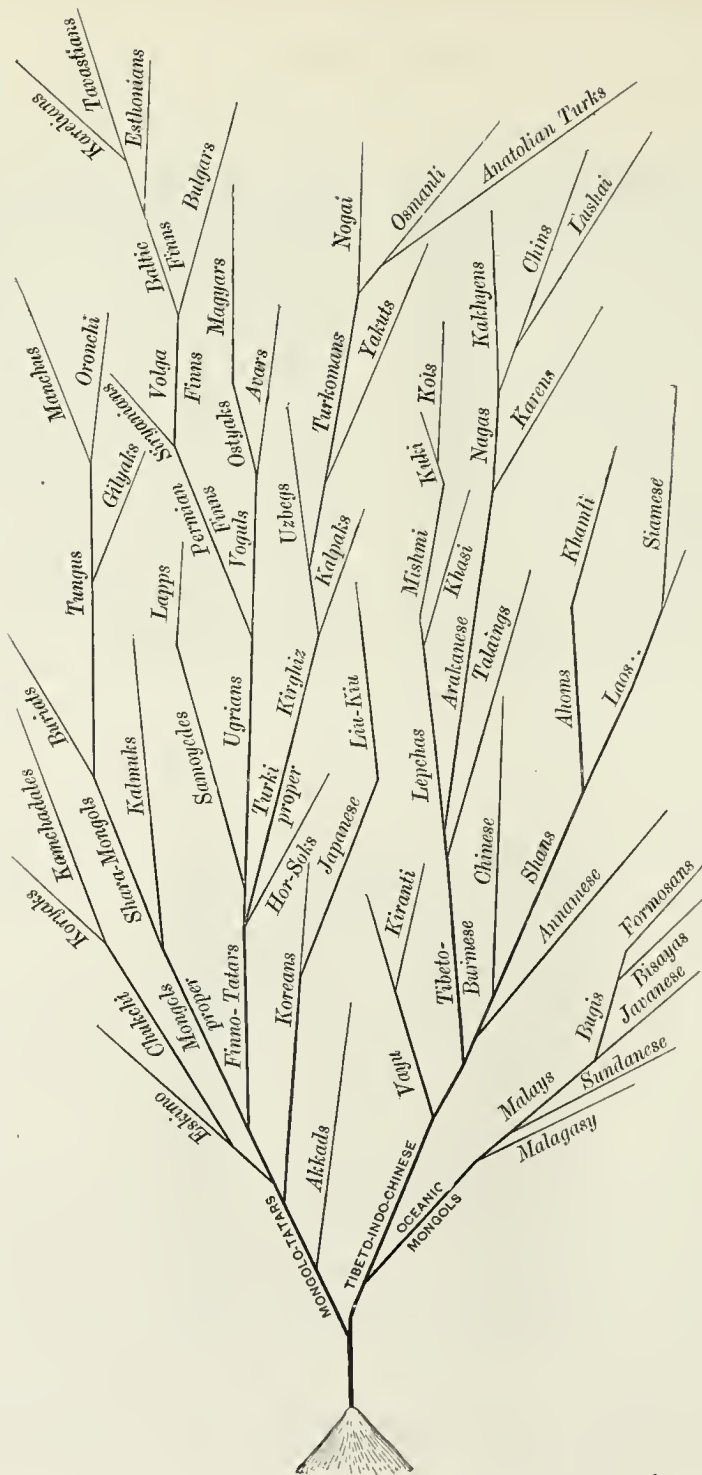 Karelians
Tavastians
Esthonians
Baltic
Finns
Bulgars
Manchus
Oronchi
Gilyaks
Tungus
Siryanians
Volga
Finns
Permian
Finns
Magyars
Ostyaks
Avars
Voguls
Lapps
Uzbegs
Kalpaks
Nogai
Osmanli
Anatolian Turks
Turkomans
Yakuts
Kuki
Kois
Mishmi
Khasi
Kakhyens
Chins
Lushai
Nagas
Karens
Arakanese
Talaings
Khamti
Siamese
Ahoms
Laos
Buriats
Kamchadales
Koryaks
Shara-Mongols
Kalmuks
Samoyedes
Ugrians
Kirghiz
Turki
proper
Hor-Soks
Liu-Kiu
Japanese
Lepchas
Chinese
Shans
Annamese
Chukchi
Mongols
proper
Finno-Tatars
Koreans
Kiranti
Tibeto-
Burmese
Eskimo
Akkads
Vayu
Formosans
Bisayas
Bugis
Javanese
Malays
Sundanese
Malagasy
MONGOLO-TATARS
TIBETO-INDO-CHINESE
OCEANIC
MONGOLS